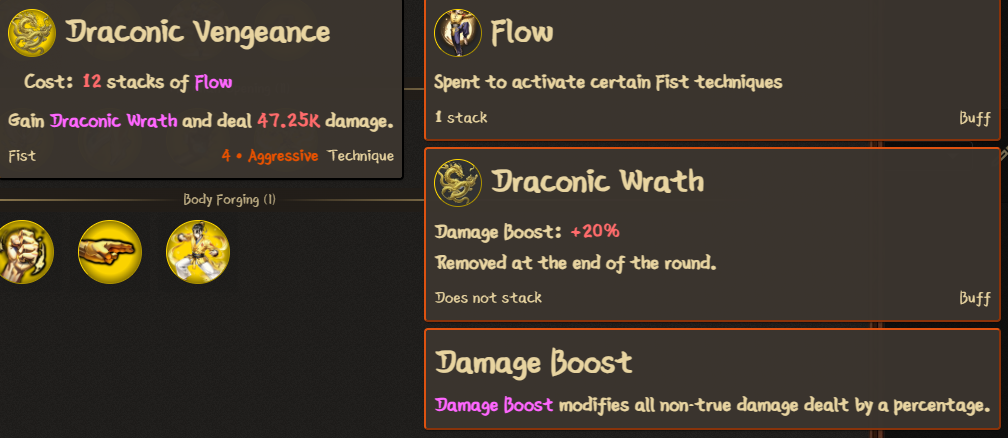 Draconic Vengeance
Cost: 12 stacks of Flow
Gain Draconic Wrath and deal 47.25K damage.
Fist
4 • Aggressive Technique
Body Forging (1)
Flow
Spent to activate certain Fist techniques
1 stack
Buff
Draconic Wrath
Damage Boost: +20%
Removed at the end of the round.
Does not stack
Buff
Damage Boost
Damage Boost modifies all non-true damage dealt by a percentage.